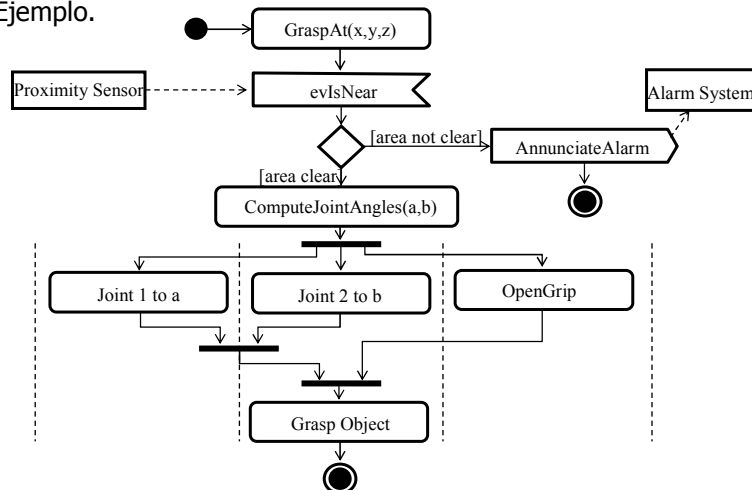 Ejemplo.
GraspAt(x,y,z)
Proximity Sensor
evIsNear
Alarm System
[area not clear]
AnnunciateAlarm
[area clear]
ComputeJointAngles(a,b)
Joint 1 to a
Joint 2 to b
OpenGrip
Grasp Object